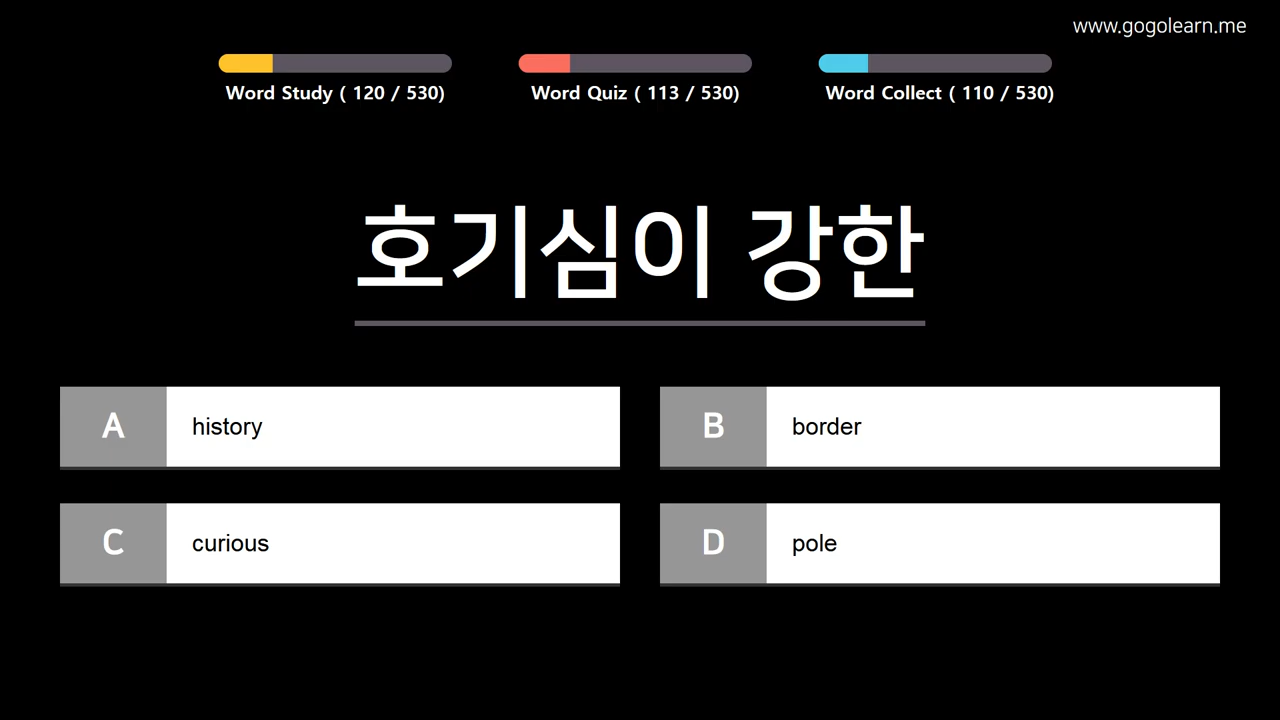 www.gogolearn.me
Word Study ( 120 / 530)
Word Quiz ( 113 / 530)
Word Collect ( 110 / 530)
호기심이 강한
A history
B border
C curious
D pole